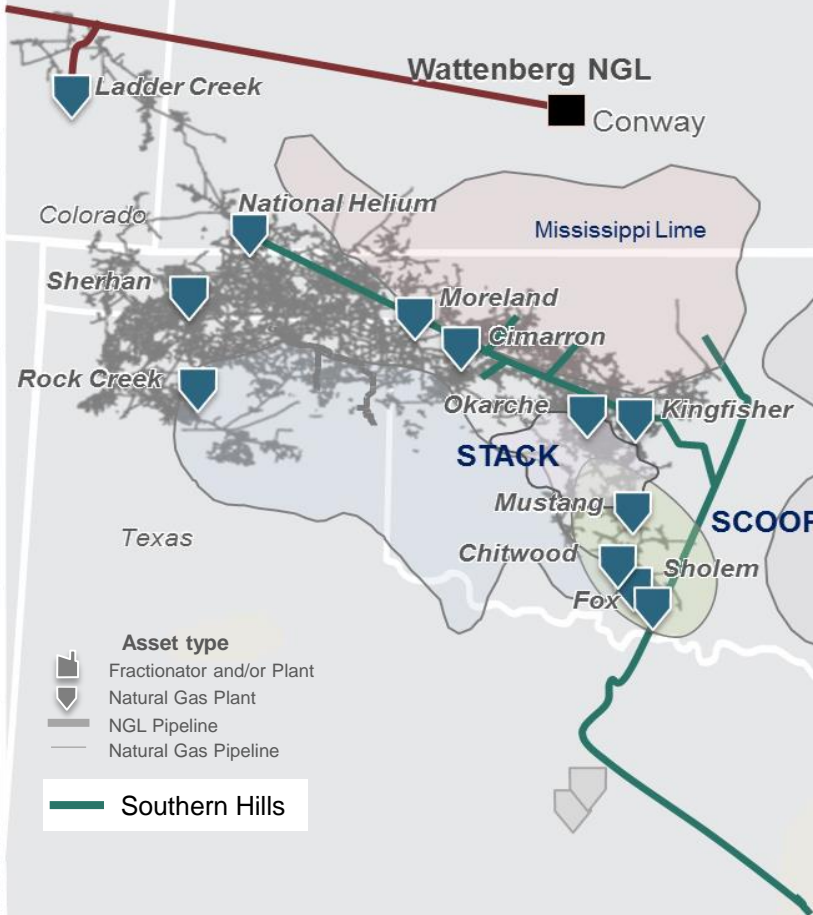 Wattenberg NGL
Ladder Creek
Conway
National Helium
Colorado
Mississippi Lime
Sherhan
Moreland
Cimarron
Rock Creek
Okarche
Kingfisher
STACK
Mustang
SCOOP
Texas
Chitwood
Sholem
Fox
Asset type
Fractionator and/or Plant
Natural Gas Plant
NGL Pipeline
Natural Gas Pipeline
Southern Hills